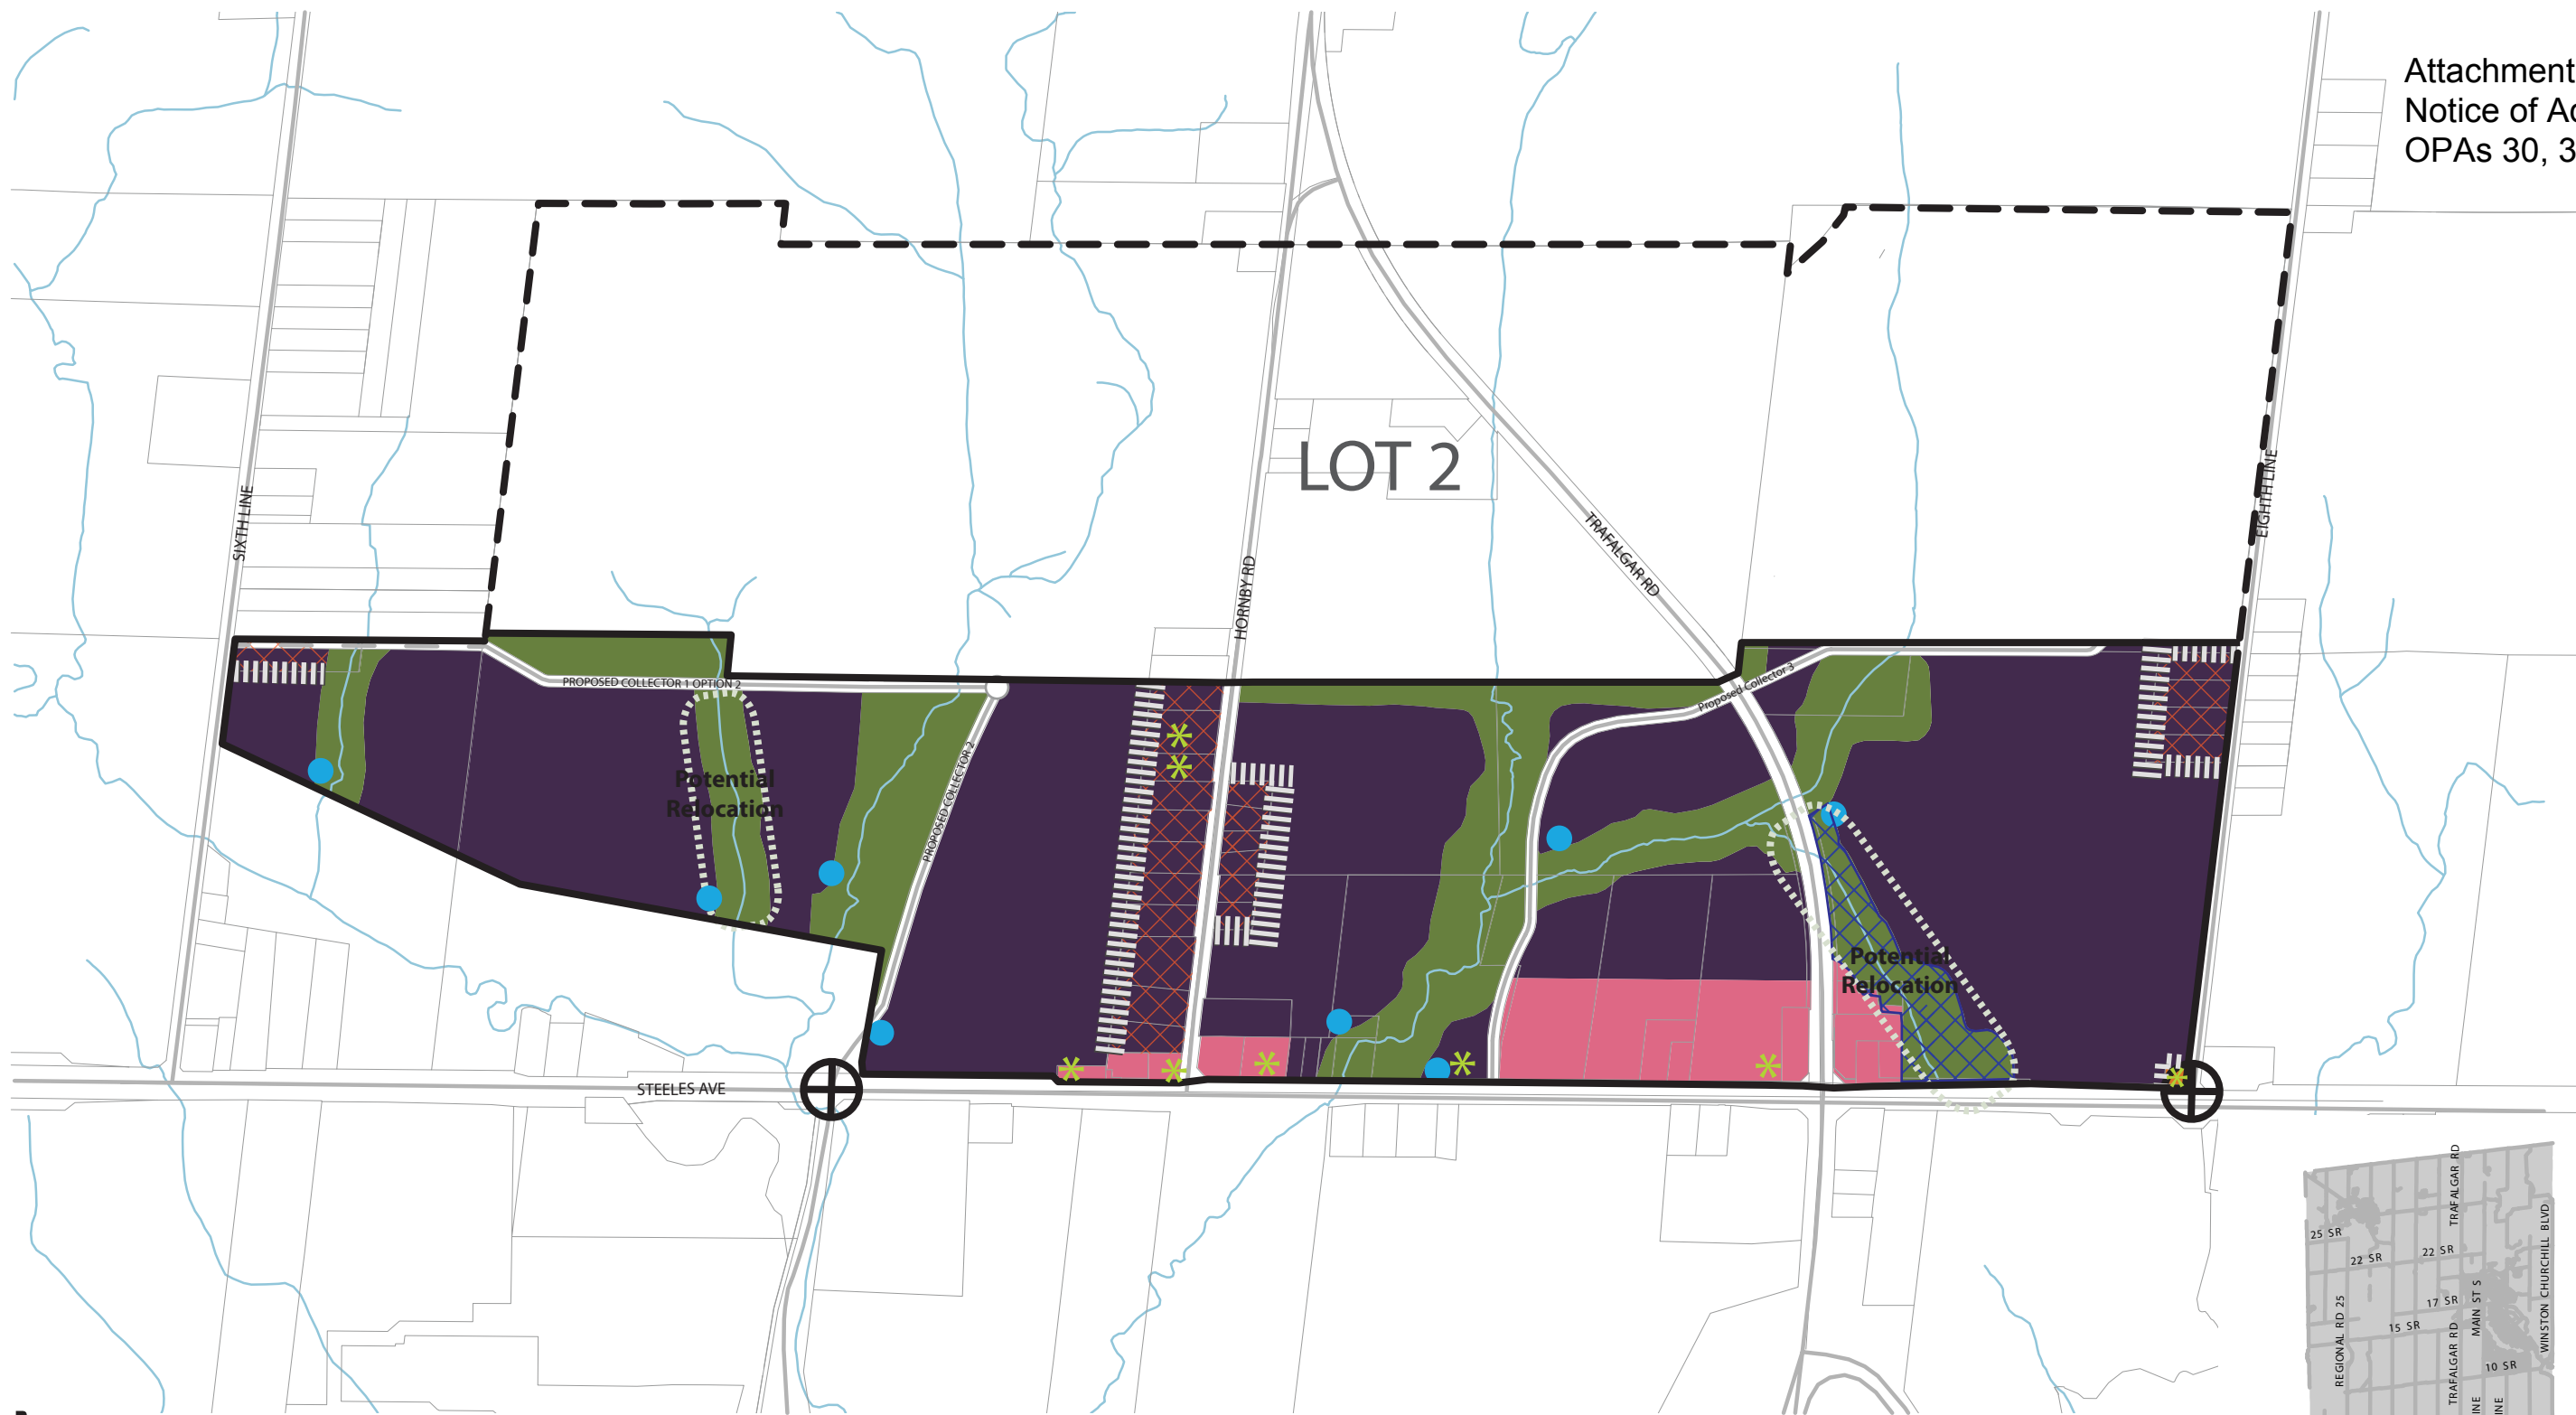 Attachment
Notice of
OPAs 30,
LOT 2
SIXTH LINE
HORNBY RD
TRAFALGAR RD
EIGHTH LINE
PROPOSED COLLECTOR 1 OPTION 2
Proposed Collector 3
PROPOSED COLLECTOR 2
Potential
Relocation
Potential
Relocation
STEELES AVE
TRAFALGAR RD
25 SR
22 SR
22 SR
WINSTON CHURCHILL BLVD
REGIONAL RD 25
17 SR
MAIN ST S
15 SR
TRAFALGAR RD
10 SR